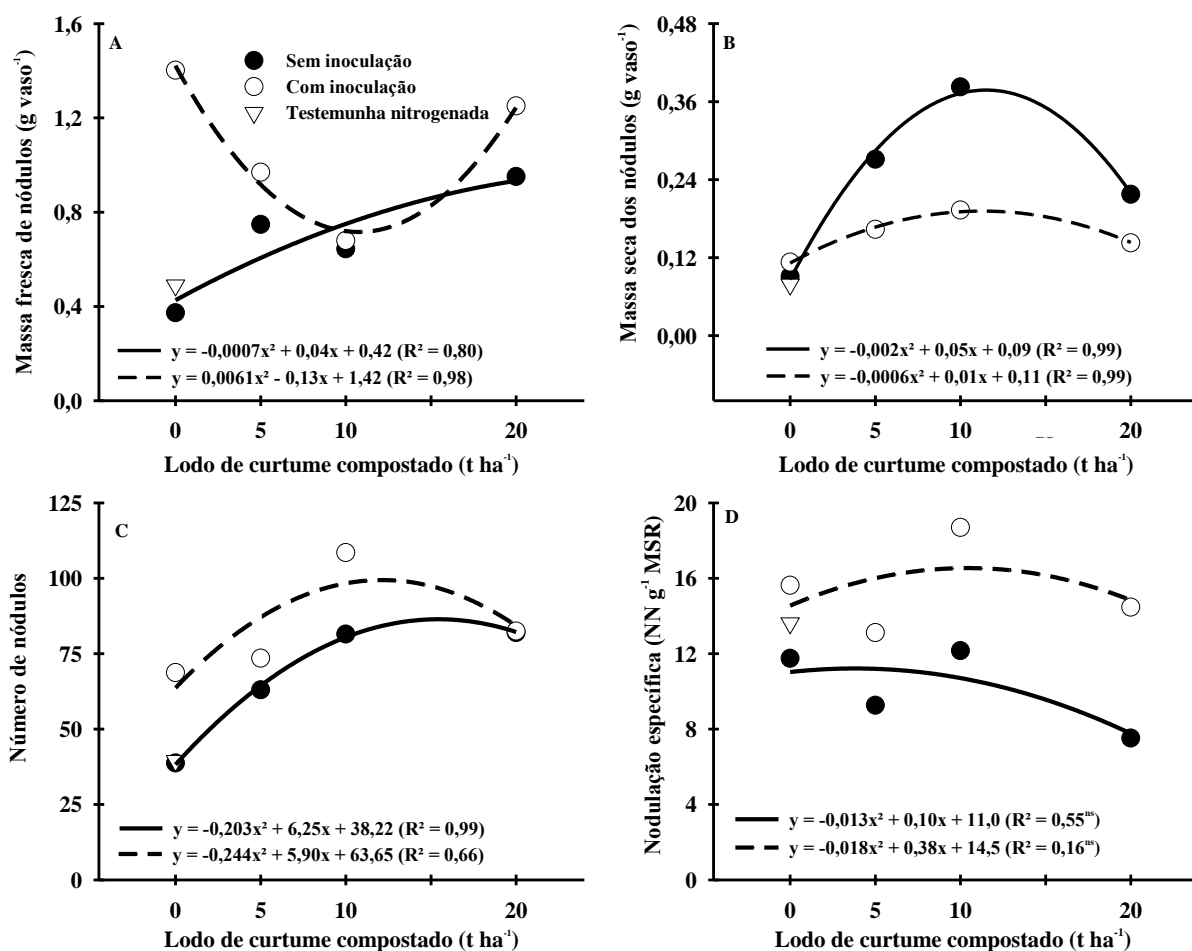 A
Sem inoculação
Com inoculação
Testemunha nitrogenada
Massa fresca de nódulos (g vaso⁻¹)
1,6
1,2
0,8
0,4
0,0
y = -0,0007x² + 0,04x + 0,42 (R² = 0,80)
y = 0,0061x² - 0,13x + 1,42 (R² = 0,98)
0 5 10 20
Lodo de curtume compostado (t ha⁻¹)
B
Massa seca dos nódulos (g vaso⁻¹)
0,48
0,36
0,24
0,12
0,00
y = -0,002x² + 0,05x + 0,09 (R² = 0,99)
y = -0,0006x² + 0,01x + 0,11 (R² = 0,99)
0 5 10 20
Lodo de curtume compostado (t ha⁻¹)
C
Número de nódulos
125
100
75
50
25
0
y = -0,203x² + 6,25x + 38,22 (R² = 0,99)
y = -0,244x² + 5,90x + 63,65 (R² = 0,66)
0 5 10 20
Lodo de curtume compostado (t ha⁻¹)
D
Nodulação específica (NN g⁻¹ MSR)
20
16
12
8
4
0
y = -0,013x² + 0,10x + 11,0 (R² = 0,55ⁿˢ)
y = -0,018x² + 0,38x + 14,5 (R² = 0,16ⁿˢ)
0 5 10 20
Lodo de curtume compostado (t ha⁻¹)